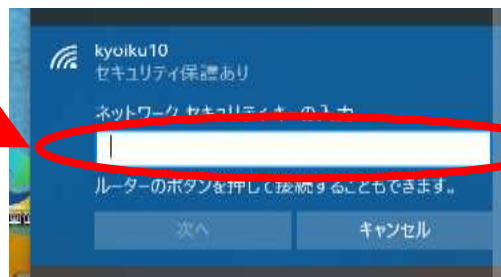 kyoiku10
セキュリティ保護あり
ネットワーク セキュリティ キーの入力
ルーターのボタンを押して接続することもできます。
次へ
キャンセル